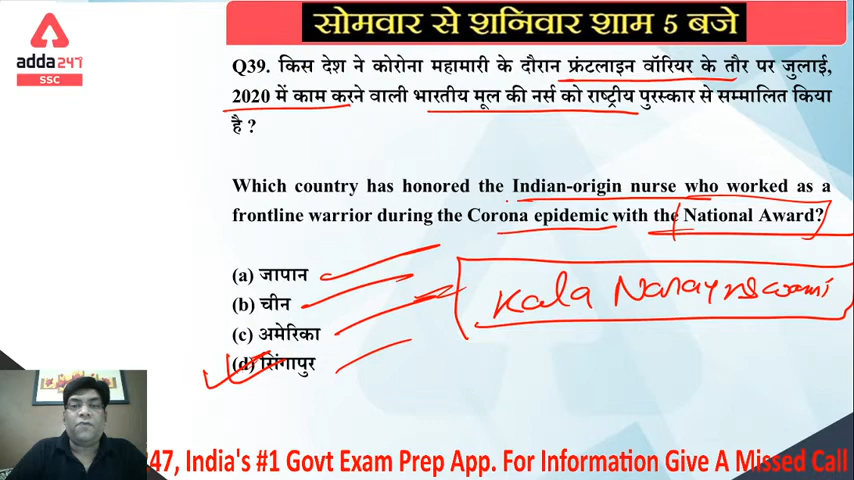 सोमवार से शनिवार शाम 5 बजे
adda247
SSC
Q39. किस देश ने कोरोना महामारी के दौरान फ्रंटलाइन वॉरियर के तौर पर जुलाई,
2020 में काम करने वाली भारतीय मूल की नर्स को राष्ट्रीय पुरस्कार से सम्मालित किया
है ?
Which country has honored the Indian-origin nurse who worked as a
frontline warrior during the Corona epidemic with the National Award?
(a) जापान
(b) चीन
(c) अमेरिका
(d) सिंगापुर
Kala Naraynswami
247, India's #1 Govt Exam Prep App. For Information Give A Missed Call